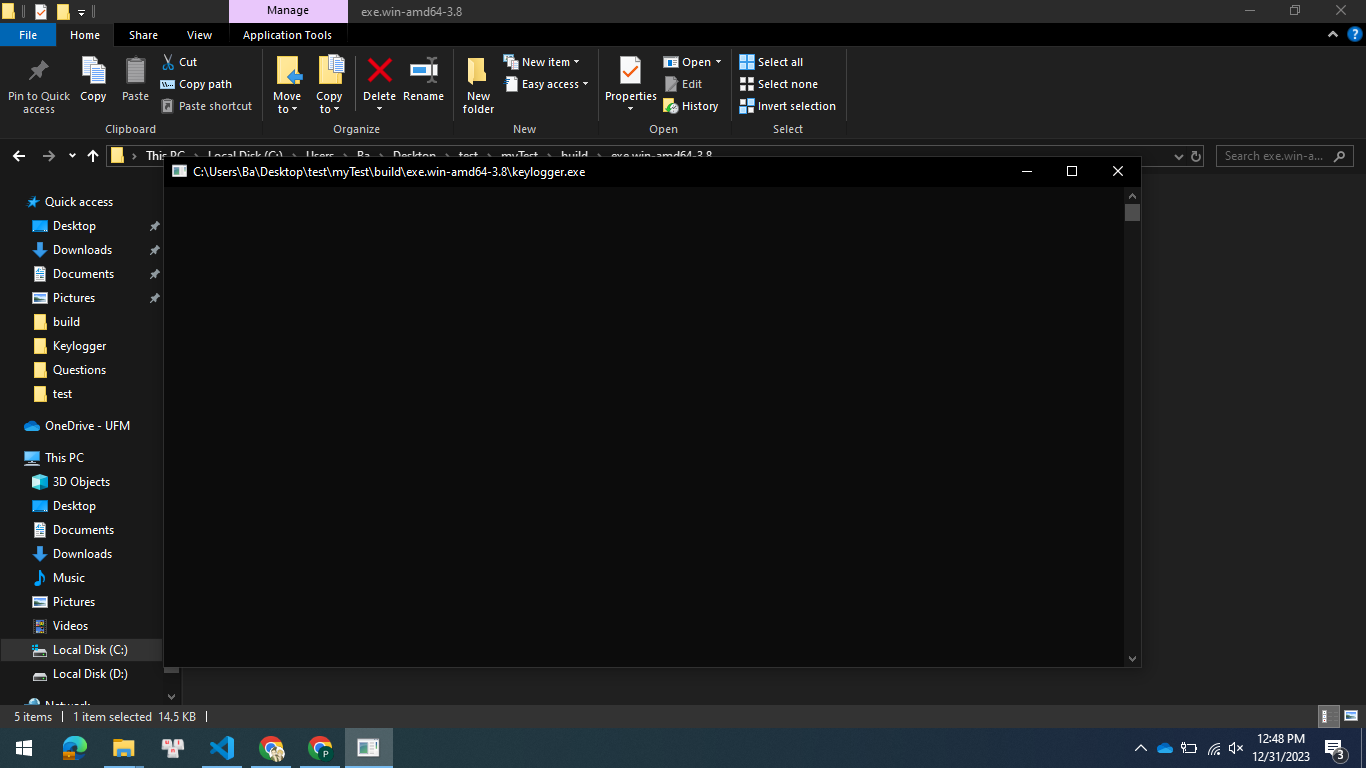 Manage
exe.win-amd64-3.8
File
Home
Share
View
Application Tools
Pin to Quick
access
Copy
Paste
Cut
Copy path
Paste shortcut
Clipboard
Move
to
Copy
to
Delete
Rename
Organize
New
folder
New item
Easy access
New
Properties
Open
Edit
History
Open
Select all
Select none
Invert selection
Select
This PC
Local Disk (C:)
Users
Ba
Desktop
test
myTest
build
exe.win-amd64-3.8
Search exe.win-a...
C:\Users\Ba\Desktop\test\myTest\build\exe.win-amd64-3.8\keylogger.exe
Quick access
Desktop
Downloads
Documents
Pictures
build
Keylogger
Questions
test
OneDrive - UFM
This PC
3D Objects
Desktop
Documents
Downloads
Music
Pictures
Videos
Local Disk (C:)
Local Disk (D:)
Network
5 items
1 item selected 14.5 KB
P
12:48 PM
12/31/2023
3